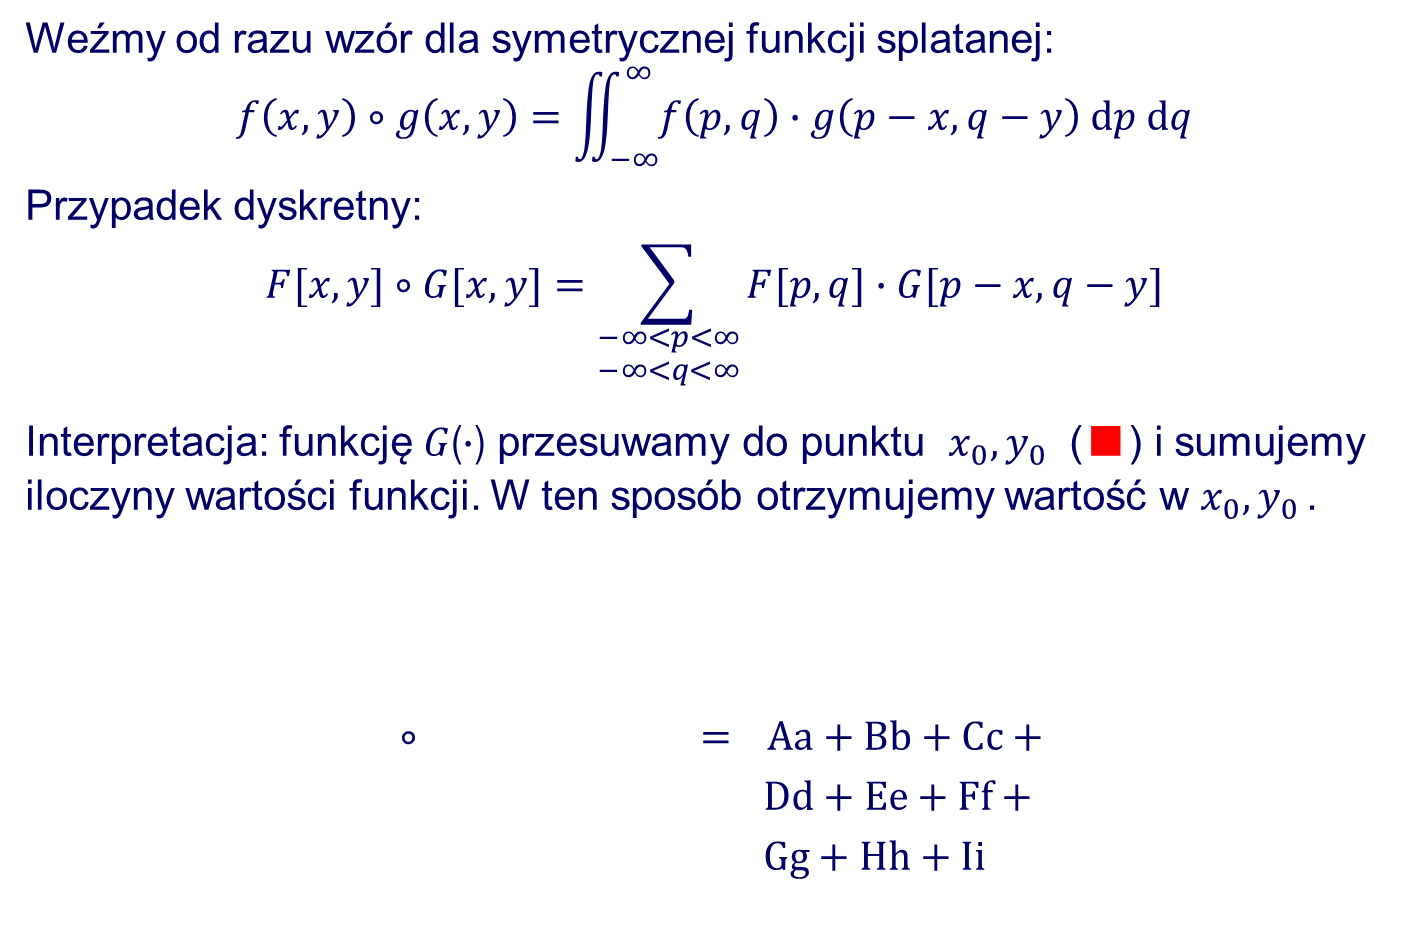 Weźmy od razu wzór dla symetrycznej funkcji splatanej:
f(x, y) ∘ g(x, y) = ∬_{−∞}^{∞} f(p, q) · g(p − x, q − y) dp dq
Przypadek dyskretny:
F[x, y] ∘ G[x, y] = ∑ F[p, q] · G[p − x, q − y]
−∞<p<∞
−∞<q<∞
Interpretacja: funkcję G(·) przesuwamy do punktu x₀, y₀ (■) i sumujemy
iloczyny wartości funkcji. W ten sposób otrzymujemy wartość w x₀, y₀ .
∘ = Aa + Bb + Cc +
Dd + Ee + Ff +
Gg + Hh + Ii